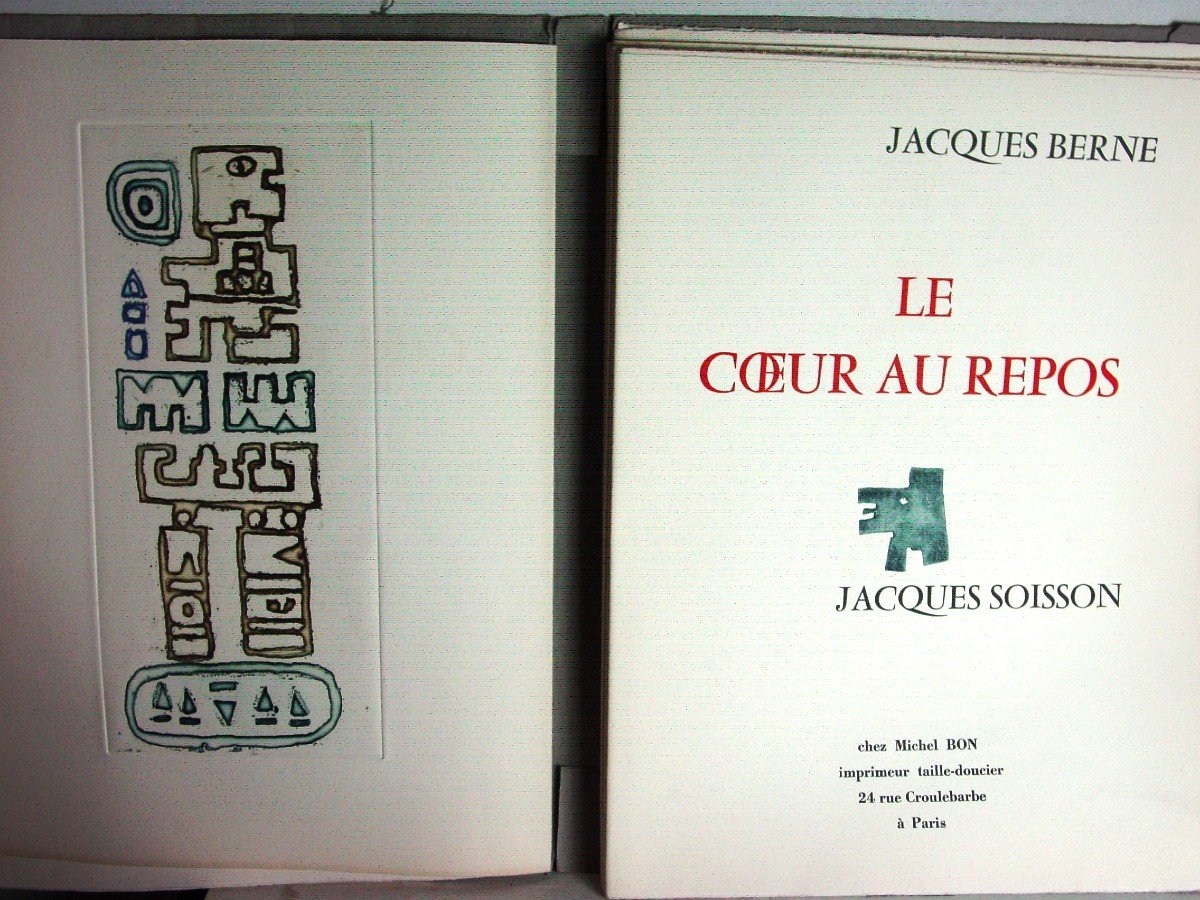 JACQUES BERNE
LE
CŒUR AU REPOS
JACQUES SOISSON
chez Michel BON
imprimeur taille-doucier
24 rue Croulebarbe
à Paris